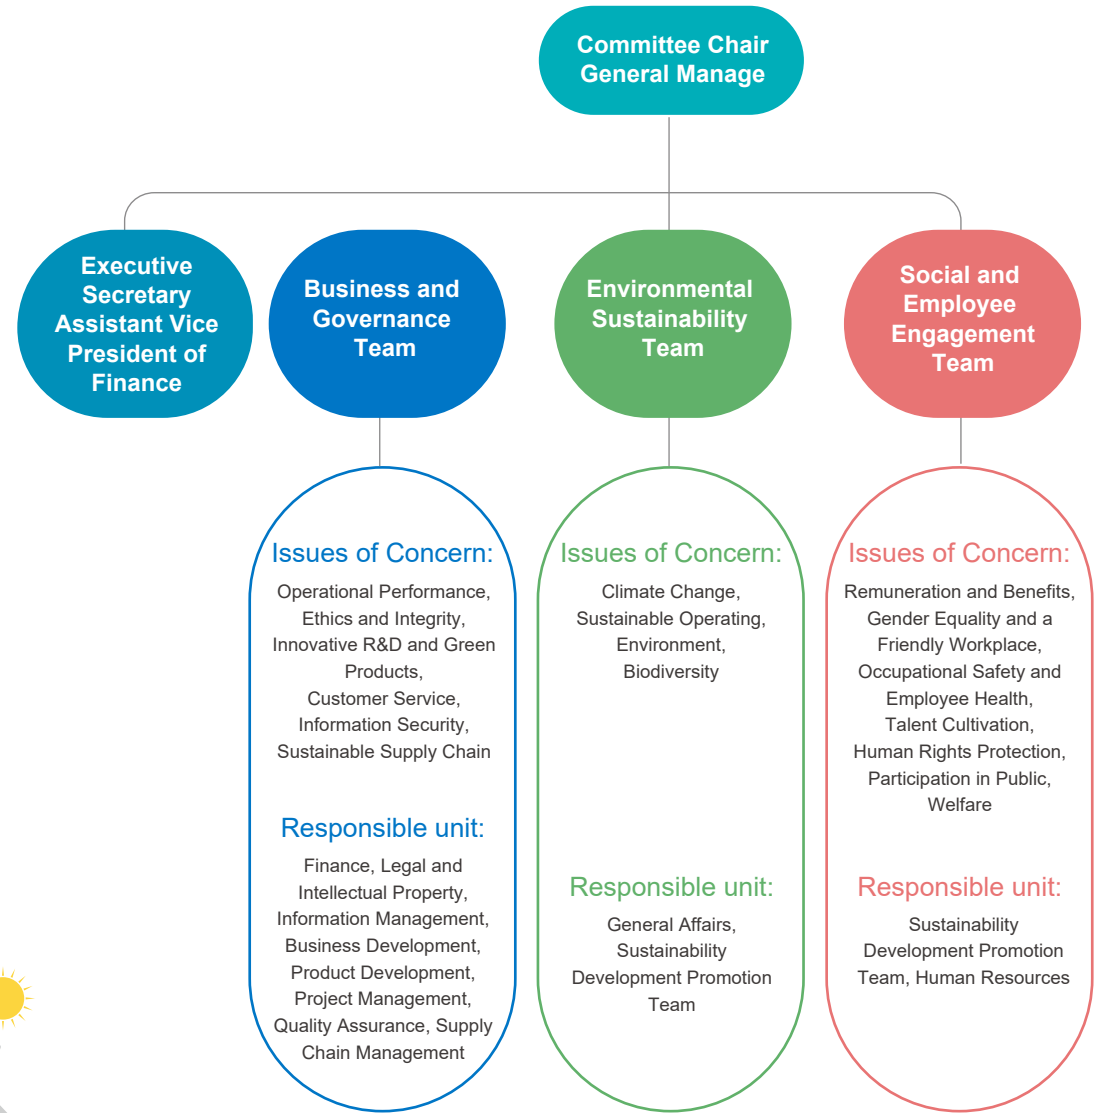 Committee Chair
General Manage
Executive
Secretary
Assistant Vice
President of
Finance
Business and
Governance
Team
Environmental
Sustainability
Team
Social and
Employee
Engagement
Team
Issues of Concern:
Operational Performance,
Ethics and Integrity,
Innovative R&D and Green
Products,
Customer Service,
Information Security,
Sustainable Supply Chain
Responsible unit:
Finance, Legal and
Intellectual Property,
Information Management,
Business Development,
Product Development,
Project Management,
Quality Assurance, Supply
Chain Management
Issues of Concern:
Climate Change,
Sustainable Operating,
Environment,
Biodiversity
Responsible unit:
General Affairs,
Sustainability
Development Promotion
Team
Issues of Concern:
Remuneration and Benefits,
Gender Equality and a
Friendly Workplace,
Occupational Safety and
Employee Health,
Talent Cultivation,
Human Rights Protection,
Participation in Public,
Welfare
Responsible unit:
Sustainability
Development Promotion
Team, Human Resources